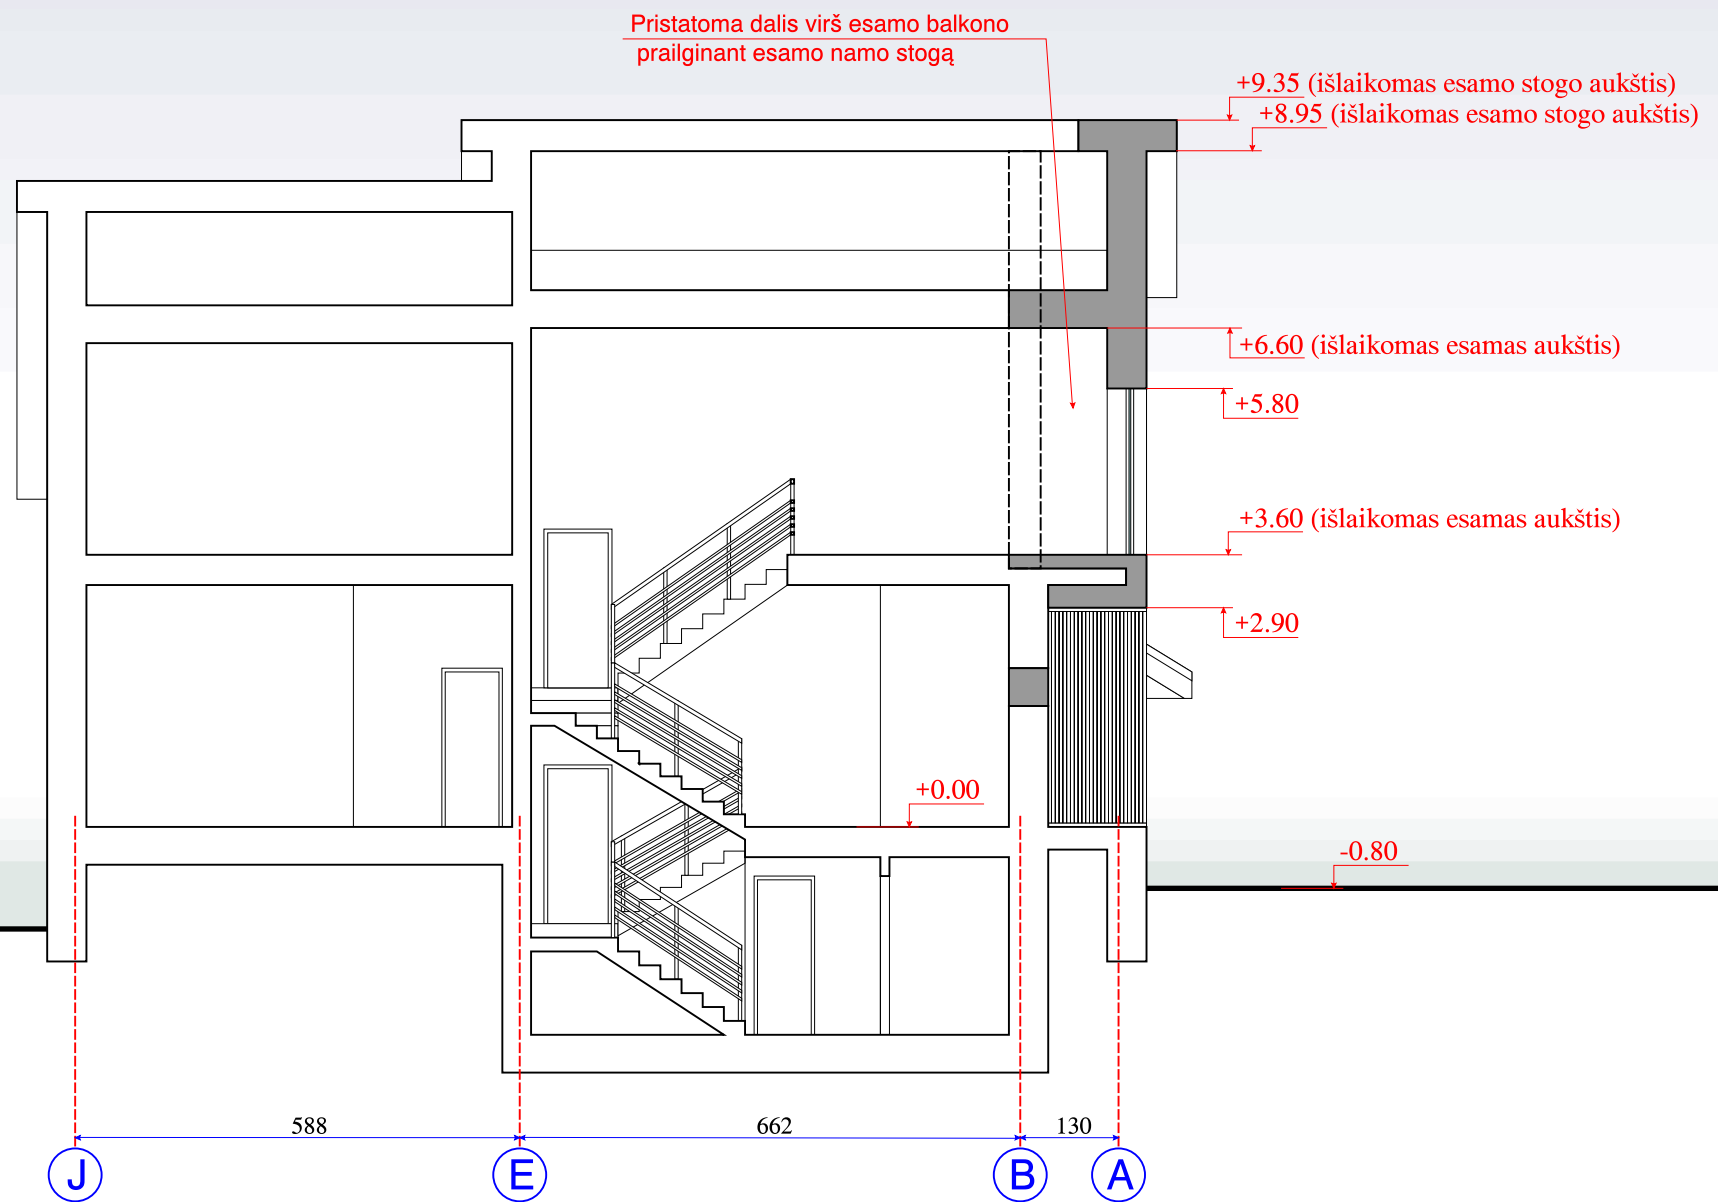 Pristatoma dalis virš esamo balkono
prailginant esamo namo stogą
+9.35 (išlaikomas esamo stogo aukštis)
+8.95 (išlaikomas esamo stogo aukštis)
+6.60 (išlaikomas esamas aukštis)
+5.80
+3.60 (išlaikomas esamas aukštis)
+2.90
+0.00
-0.80
588 662 130
J E B A